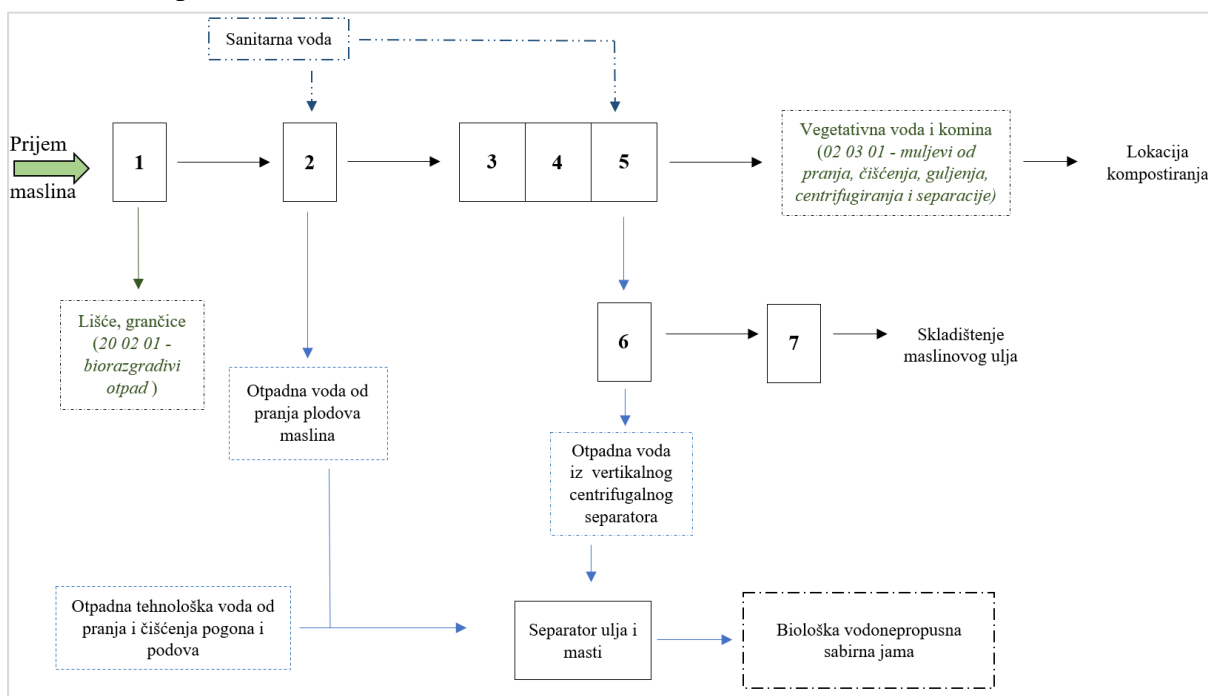 Sanitarna voda
Prijem
maslina
1
2
3
4
5
Vegetativna voda i komina
(02 03 01 - muljevi od
pranja, čišćenja, guljenja,
centrifugiranja i separacije)
Lokacija
kompostiranja
Lišće, grančice
(20 02 01 -
biorazgradivi
otpad )
6
7
Skladištenje
maslinovog ulja
Otpadna voda od
pranja plodova
maslina
Otpadna voda
iz vertikalnog
centrifugalnog
separatora
Otpadna tehnološka voda od
pranja i čišćenja pogona i
podova
Separator ulja i
masti
Biološka vodonepropusna
sabirna jama